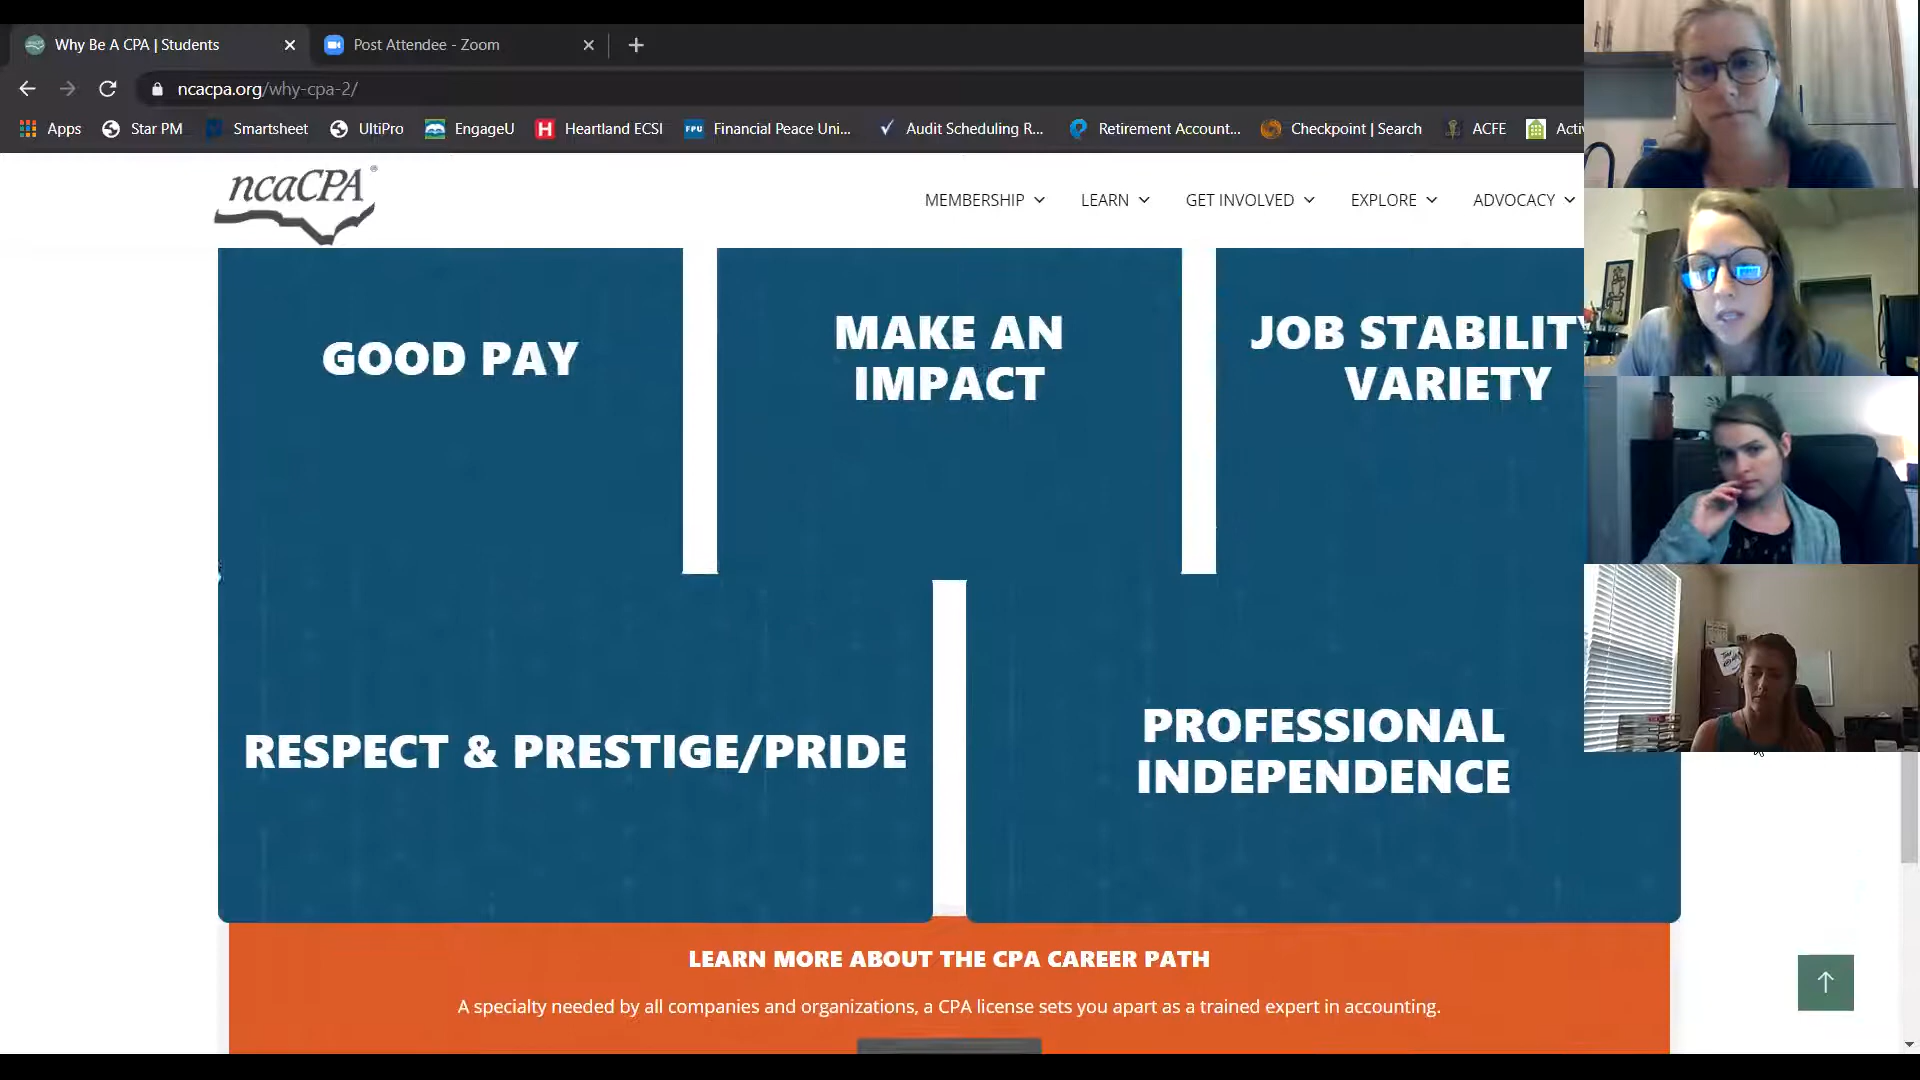 Why Be A CPA | Students
Post Attendee - Zoom
ncacpa.org/why-cpa-2/
Apps
Star PM
Smartsheet
UltiPro
EngageU
Heartland ECSI
FPU
Financial Peace Uni...
Audit Scheduling R...
Retirement Account...
Checkpoint | Search
ACFE
Acti
ncaCPA®
MEMBERSHIP
LEARN
GET INVOLVED
EXPLORE
ADVOCACY
GOOD PAY
MAKE AN
IMPACT
JOB STABILITY
VARIETY
RESPECT & PRESTIGE/PRIDE
PROFESSIONAL
INDEPENDENCE
LEARN MORE ABOUT THE CPA CAREER PATH
A specialty needed by all companies and organizations, a CPA license sets you apart as a trained expert in accounting.